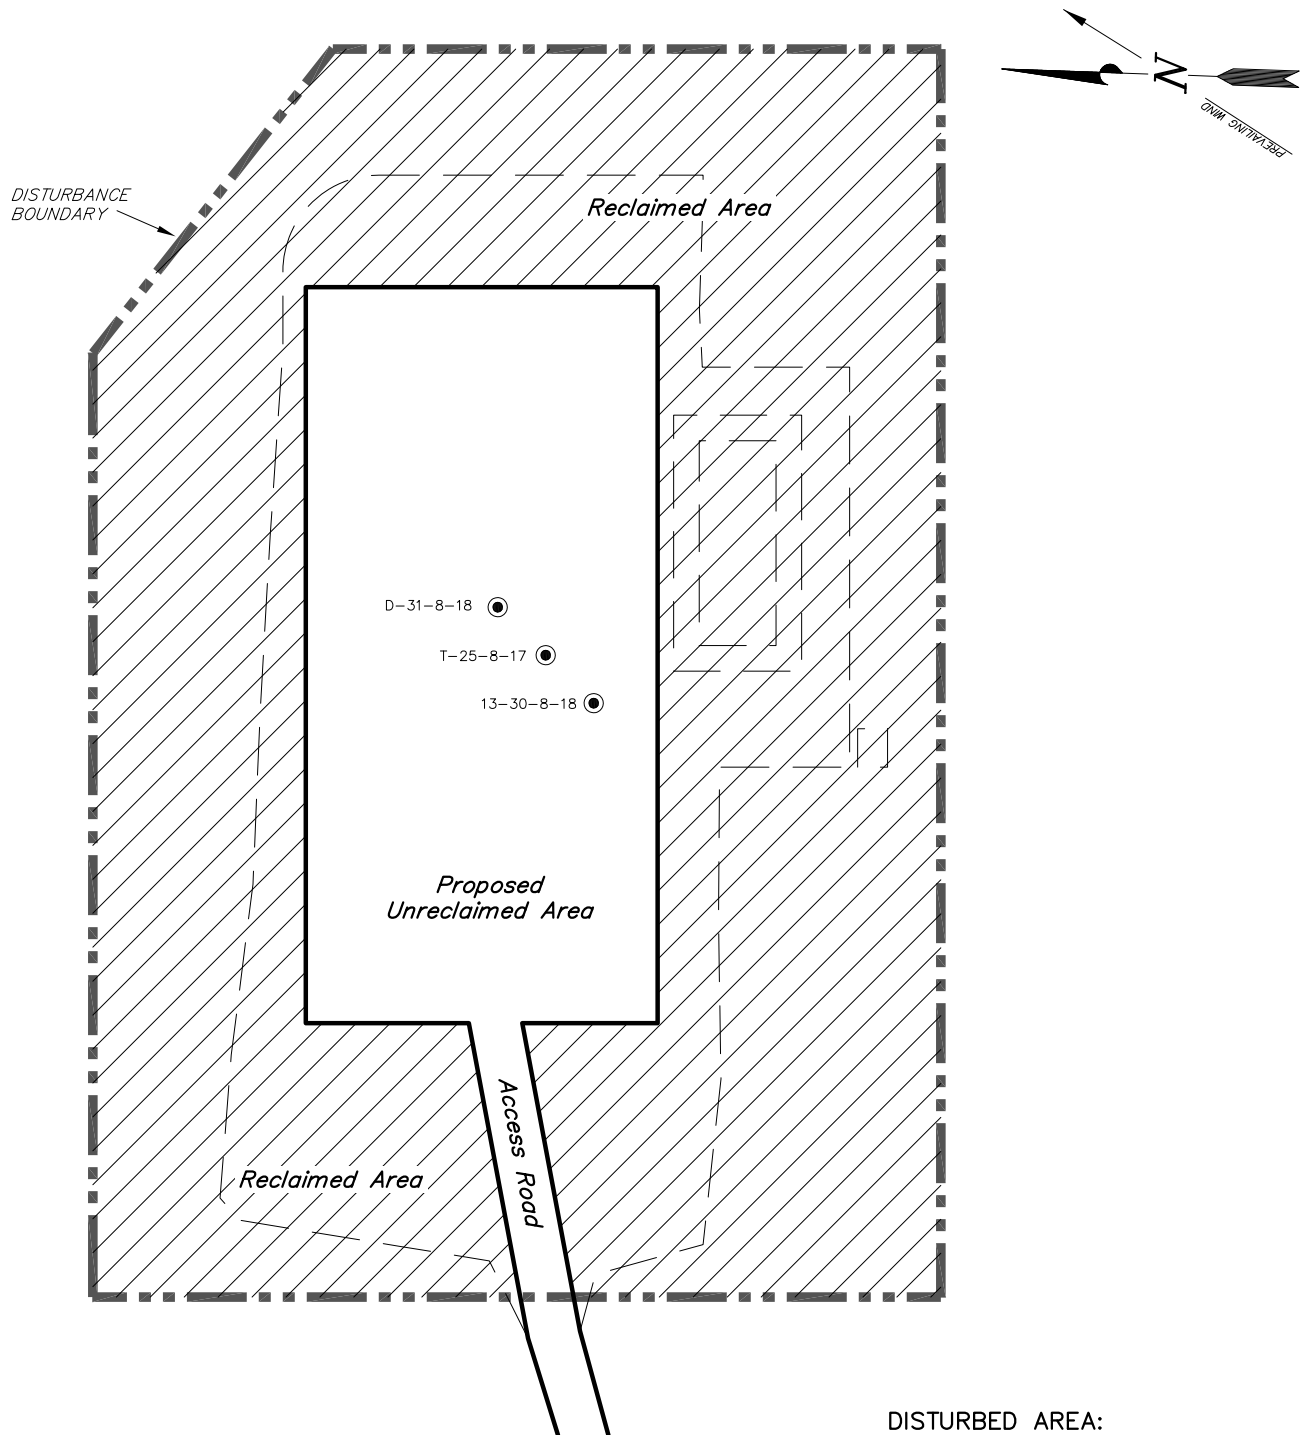 N
PREVAILING WIND
DISTURBANCE
BOUNDARY
Reclaimed Area
D-31-8-18
T-25-8-17
13-30-8-18
Proposed
Unreclaimed Area
Access Road
Reclaimed Area
DISTURBED AREA: